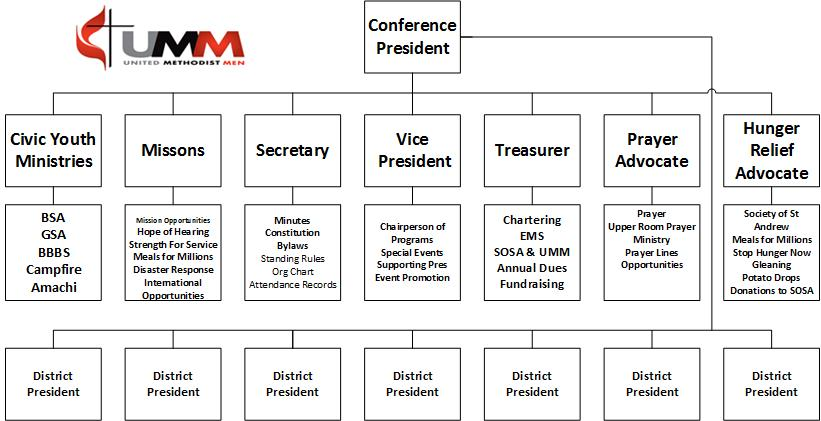 UMM
UNITED METHODIST MEN
Conference
President
Civic Youth
Ministries
Missons
Secretary
Vice
President
Treasurer
Prayer
Advocate
Hunger
Relief
Advocate
BSA
GSA
BBBS
Campfire
Amachi
Mission Opportunities
Hope of Hearing
Strength For Service
Meals for Millions
Disaster Response
International
Opportunities
Minutes
Constitution
Bylaws
Standing Rules
Org Chart
Attendance Records
Chairperson of
Programs
Special Events
Supporting Pres
Event Promotion
Chartering
EMS
SOSA & UMM
Annual Dues
Fundraising
Prayer
Upper Room Prayer
Ministry
Prayer Lines
Opportunities
Society of St
Andrew
Meals for Millions
Stop Hunger Now
Gleaning
Potato Drops
Donations to SOSA
District
President
District
President
District
President
District
President
District
President
District
President
District
President